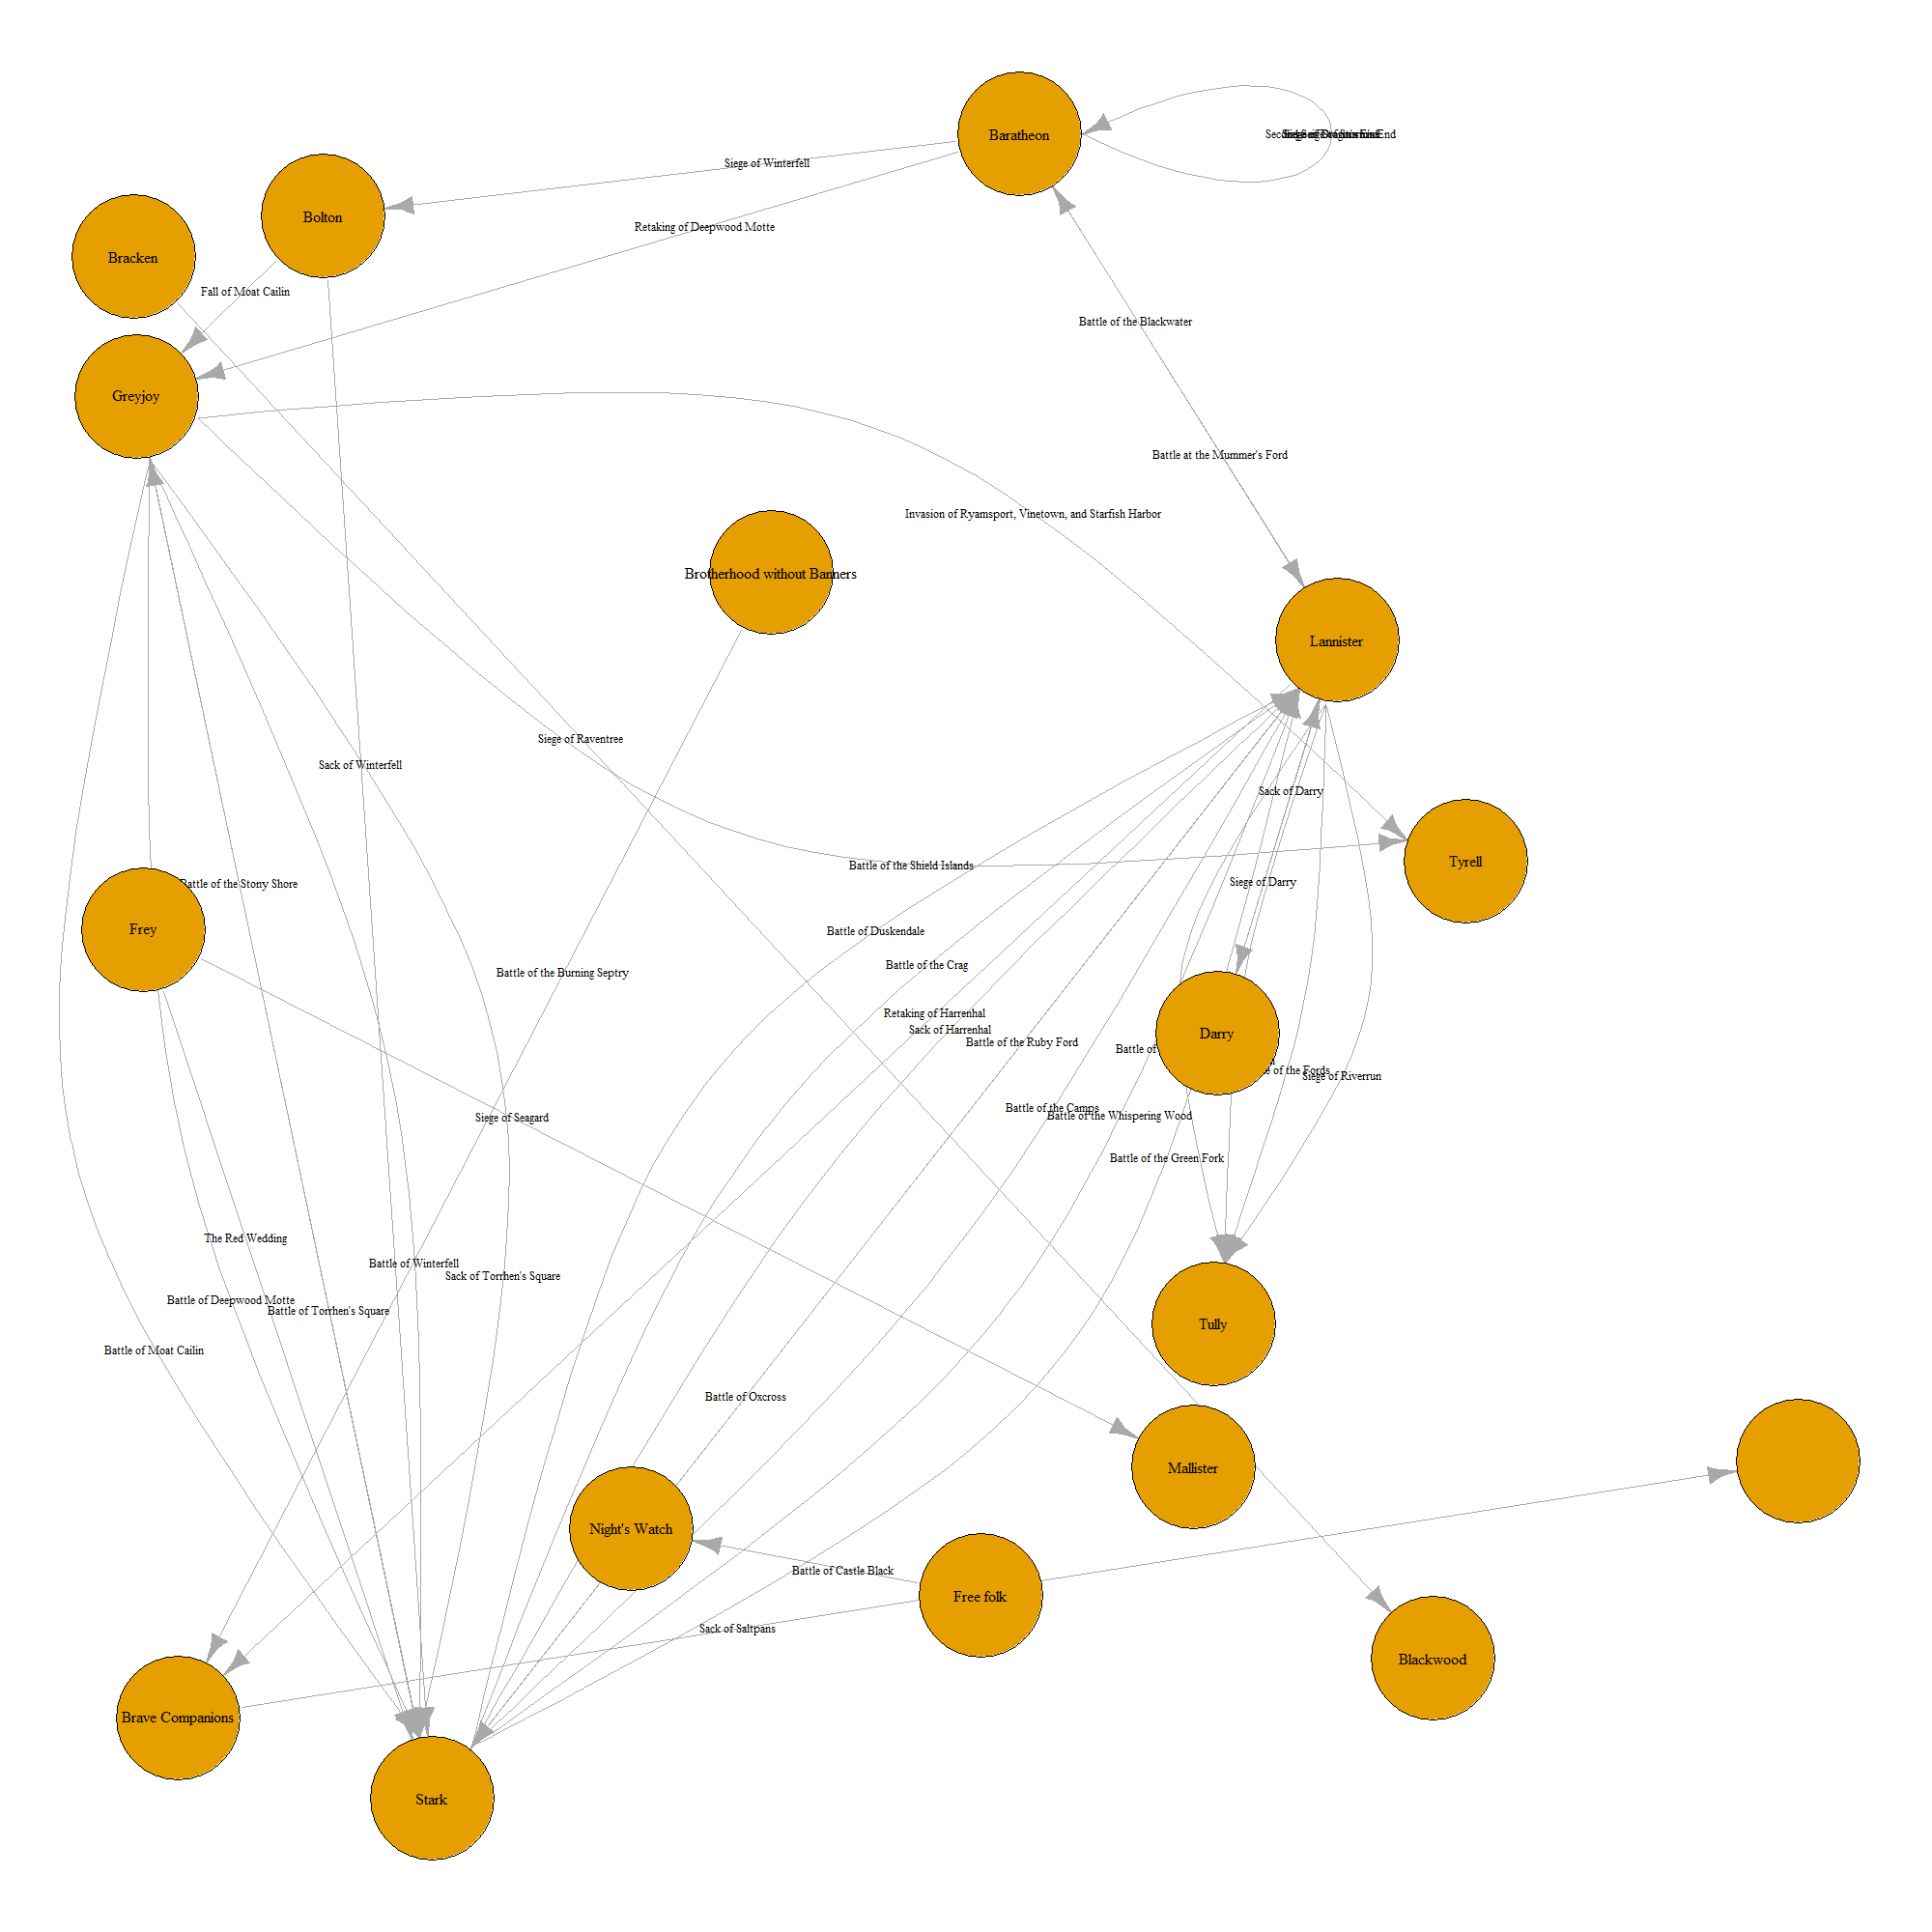 Baratheon
Siege of Winterfell
Bolton
Retaking of Deepwood Motte
Bracken
Fall of Moat Cailin
Battle of the Blackwater
Greyjoy
Battle at the Mummer's Ford
Invasion of Ryamsport, Vinetown, and Starfish Harbor
Brotherhood without Banners
Lannister
Siege of Raventree
Sack of Winterfell
Sack of Darry
Tyrell
Battle of the Shield Islands
Siege of Darry
Battle of the Stony Shore
Frey
Battle of Duskendale
Battle of the Crag
Battle of the Burning Septry
Retaking of Harrenhal
Sack of Harrenhal
Darry
Battle of the Ruby Ford
Battle of
of the Fords
Siege of Riverrun
Battle of the Camps
Battle of the Whispering Wood
Siege of Seagard
Battle of the Green Fork
The Red Wedding
Battle of Winterfell
Sack of Torrhen's Square
Battle of Deepwood Motte
Battle of Torrhen's Square
Tully
Battle of Moat Cailin
Battle of Oxcross
Mallister
Night's Watch
Battle of Castle Black
Free folk
Sack of Saltpans
Blackwood
Brave Companions
Stark